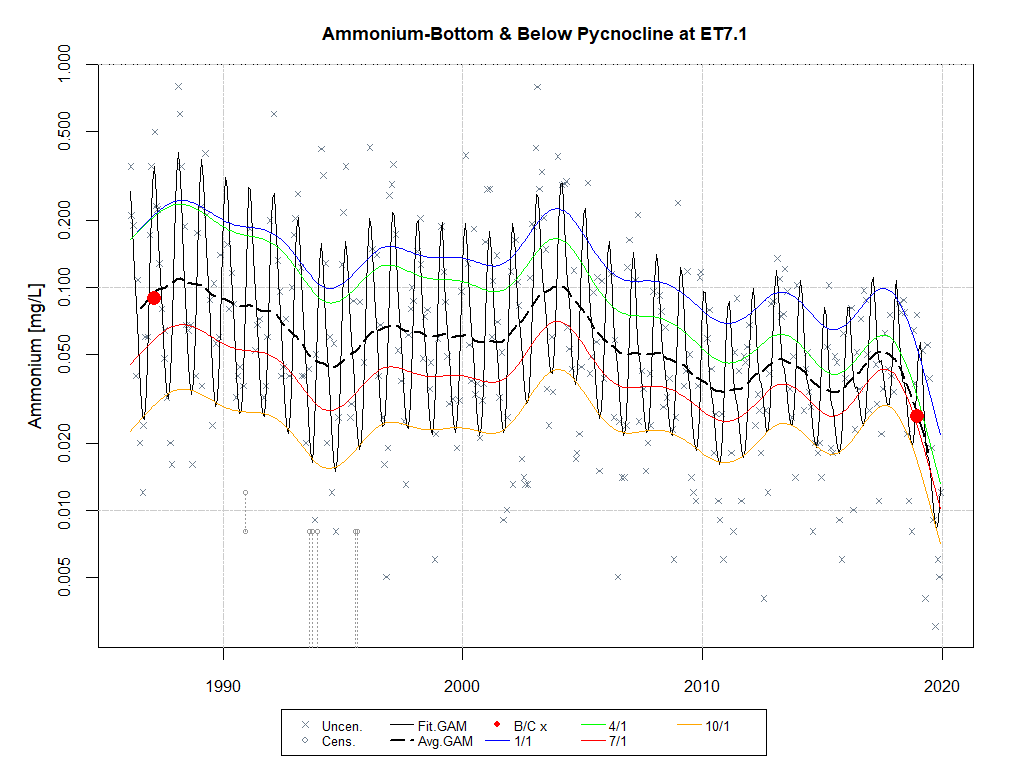 Ammonium-Bottom & Below Pycnocline at ET7.1
Ammonium [mg/L]
1.000
0.500
0.200
0.100
0.050
0.020
0.010
0.005
1990 2000 2010 2020
Uncen. Fit.GAM B/C x 4/1 10/1
Cens. Avg.GAM 1/1 7/1